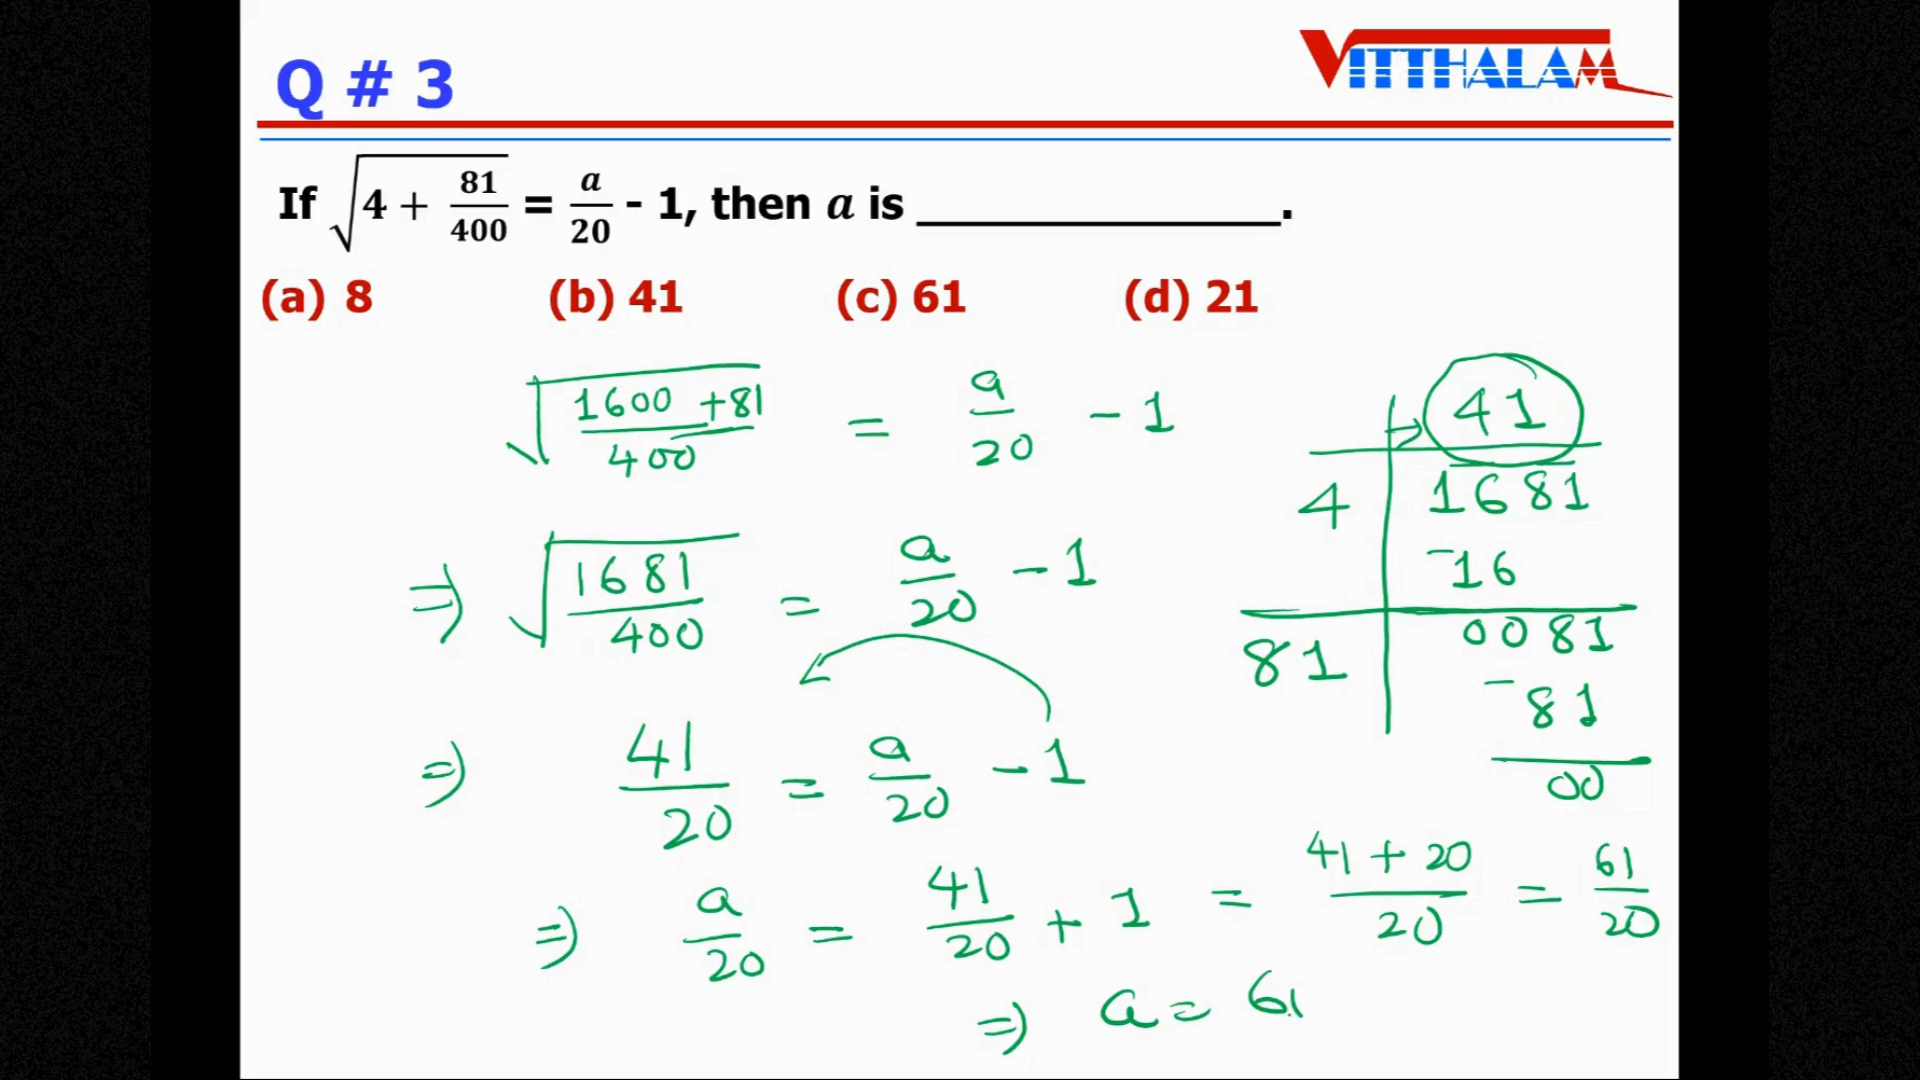 Q # 3
VITTHALAM
If √(4 + 81/400) = a/20 - 1, then a is ________________.
(a) 8 (b) 41 (c) 61 (d) 21
√((1600 + 81)/400) = a/20 - 1
⇒ √(1681/400) = a/20 - 1
⇒ 41/20 = a/20 - 1
⇒ a/20 = 41/20 + 1 = (41 + 20)/20 = 61/20
⇒ a = 61
41
4 1681
-16
81 0081
-81
00